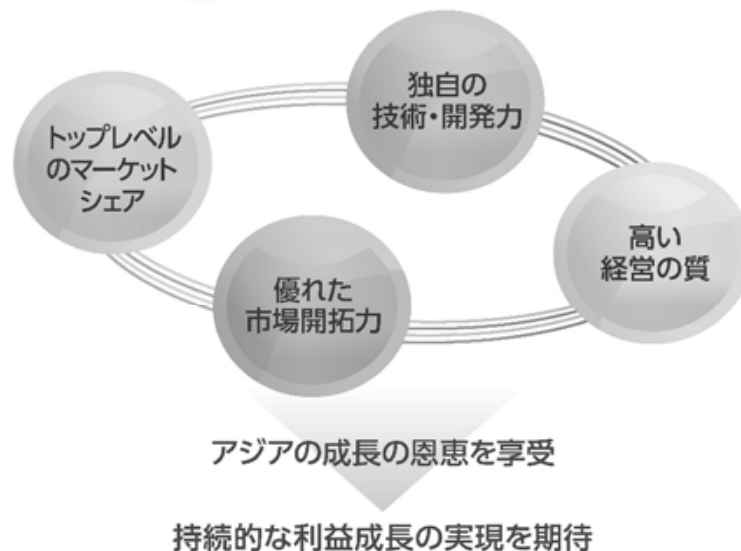 独自の
技術・開発力
トップレベル
のマーケット
シェア
高い
経営の質
優れた
市場開拓力
アジアの成長の恩恵を享受
持続的な利益成長の実現を期待